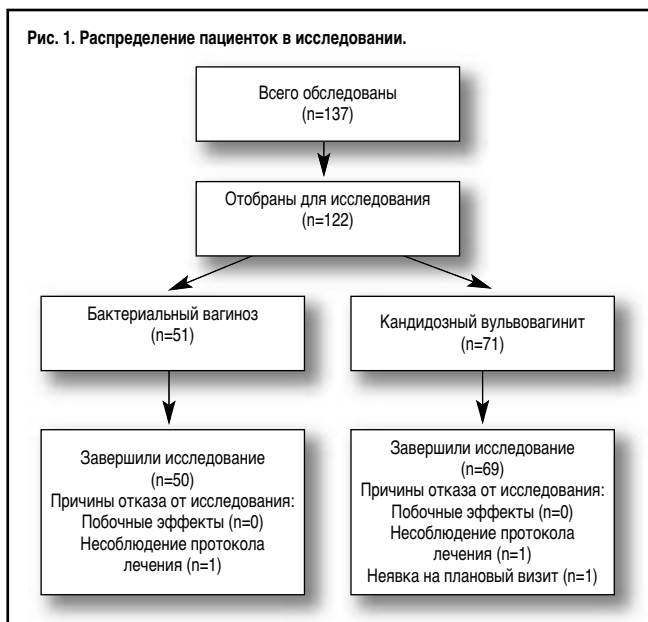 Рис. 1. Распределение пациенток в исследовании.
Всего обследованы
(n=137)
Отобраны для исследования
(n=122)
Бактериальный вагиноз
(n=51)
Кандидозный вульвовагинит
(n=71)
Завершили исследование
(n=50)
Причины отказа от исследования:
Побочные эффекты (n=0)
Несоблюдение протокола
лечения (n=1)
Завершили исследование
(n=69)
Причины отказа от исследования:
Побочные эффекты (n=0)
Несоблюдение протокола
лечения (n=1)
Неявка на плановый визит (n=1)